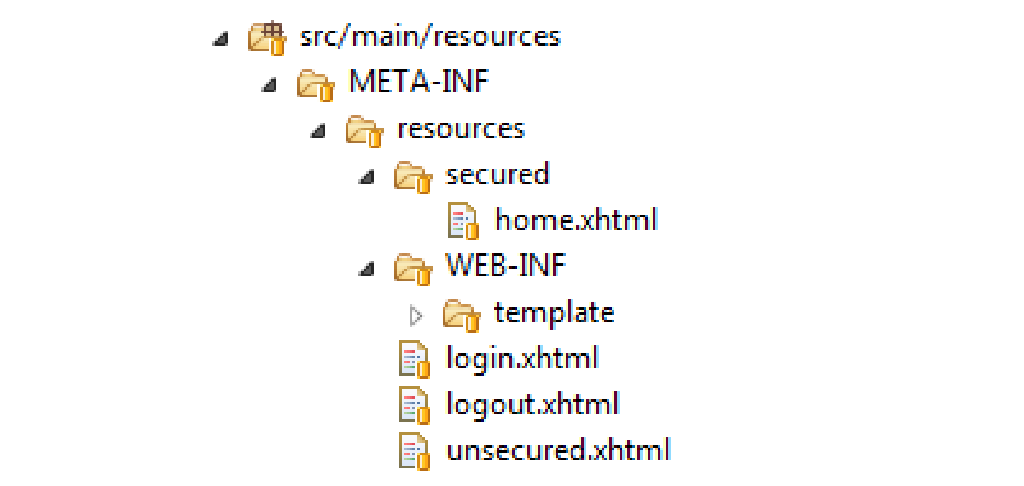 src/main/resources
META-INF
resources
secured
home.xhtml
WEB-INF
template
login.xhtml
logout.xhtml
unsecured.xhtml